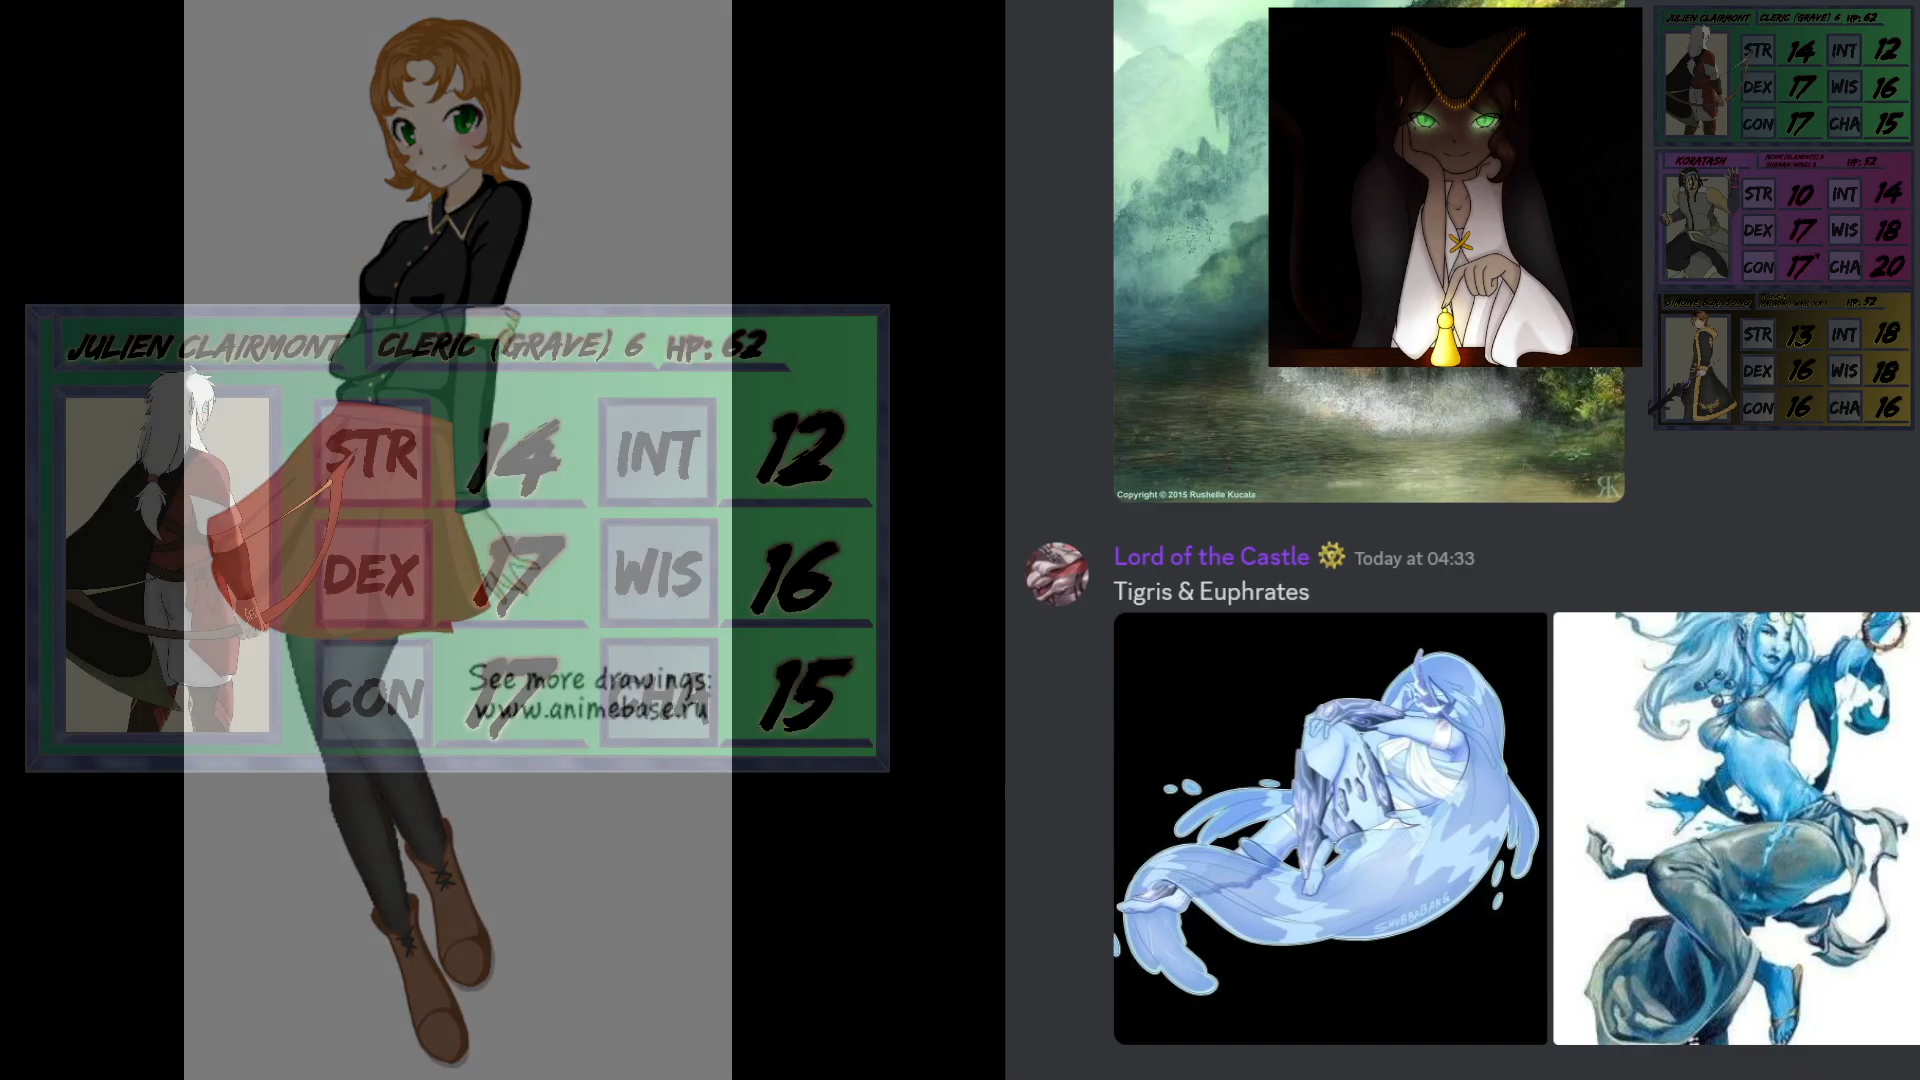 JULIEN CLAIRMONT CLERIC (GRAVE) 6 HP: 62
STR 14 INT 12
DEX 17 WIS 16
CON 17 CHA 15
See more drawings:
www.animebase.ru
Copyright © 2015 Rushelle Kucala
Lord of the Castle Today at 04:33
Tigris & Euphrates
SHUBBABANG
JULIEN CLAIRMONT CLERIC (GRAVE) 6 HP: 62
STR 14 INT 12
DEX 17 WIS 16
CON 17 CHA 15
KORATASH HP: 52
STR 10 INT 14
DEX 17 WIS 18
CON 17 CHA 20
HP: 52
STR 13 INT 18
DEX 16 WIS 18
CON 16 CHA 16